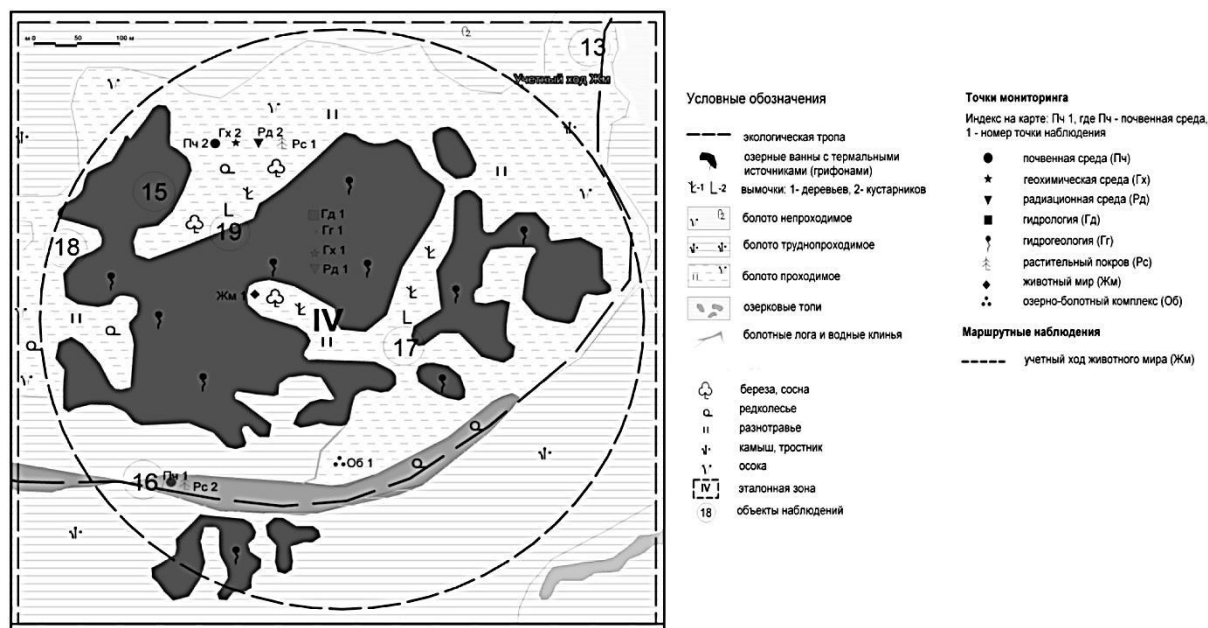 м 0 50 100 м
13
Учетный ход Жм
Гх 2 Рд 2
Пч 2 Рс 1
15
Гд 1
19
Гг 1
18
Гх 1
Рд 1
Жм 1
IV
17
Об 1
16 Пч 1
Рс 2
Условные обозначения
экологическая тропа
озерные ванны с термальными
источниками (грифонами)
-1 -2 вымочки: 1- деревьев, 2- кустарников
болото непроходимое
болото труднопроходимое
болото проходимое
озерковые топи
болотные лога и водные клинья
береза, сосна
редколесье
разнотравье
камыш, тростник
осока
IV эталонная зона
18 объекты наблюдений
Точки мониторинга
Индекс на карте: Пч 1, где Пч - почвенная среда,
1 - номер точки наблюдения
почвенная среда (Пч)
геохимическая среда (Гх)
радиационная среда (Рд)
гидрология (Гд)
гидрогеология (Гг)
растительный покров (Рс)
животный мир (Жм)
озерно-болотный комплекс (Об)
Маршрутные наблюдения
учетный ход животного мира (Жм)